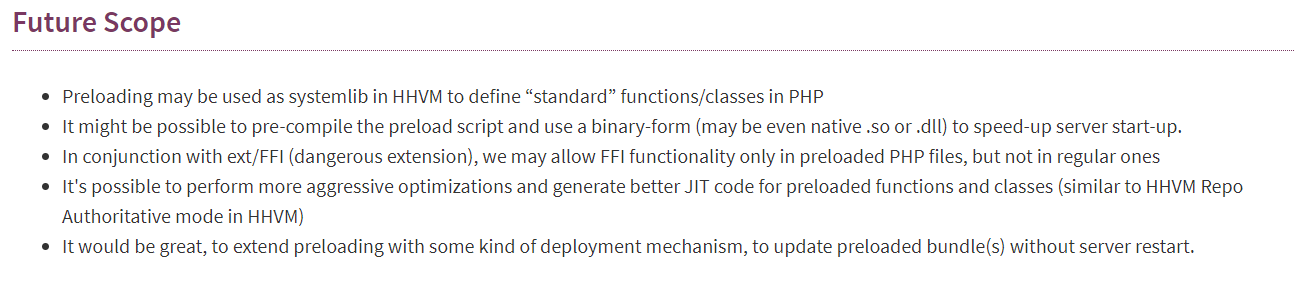 Future Scope
Preloading may be used as systemlib in HHVM to define “standard” functions/classes in PHP
It might be possible to pre-compile the preload script and use a binary-form (may be even native .so or .dll) to speed-up server start-up.
In conjunction with ext/FFI (dangerous extension), we may allow FFI functionality only in preloaded PHP files, but not in regular ones
It's possible to perform more aggressive optimizations and generate better JIT code for preloaded functions and classes (similar to HHVM Repo
Authoritative mode in HHVM)
It would be great, to extend preloading with some kind of deployment mechanism, to update preloaded bundle(s) without server restart.